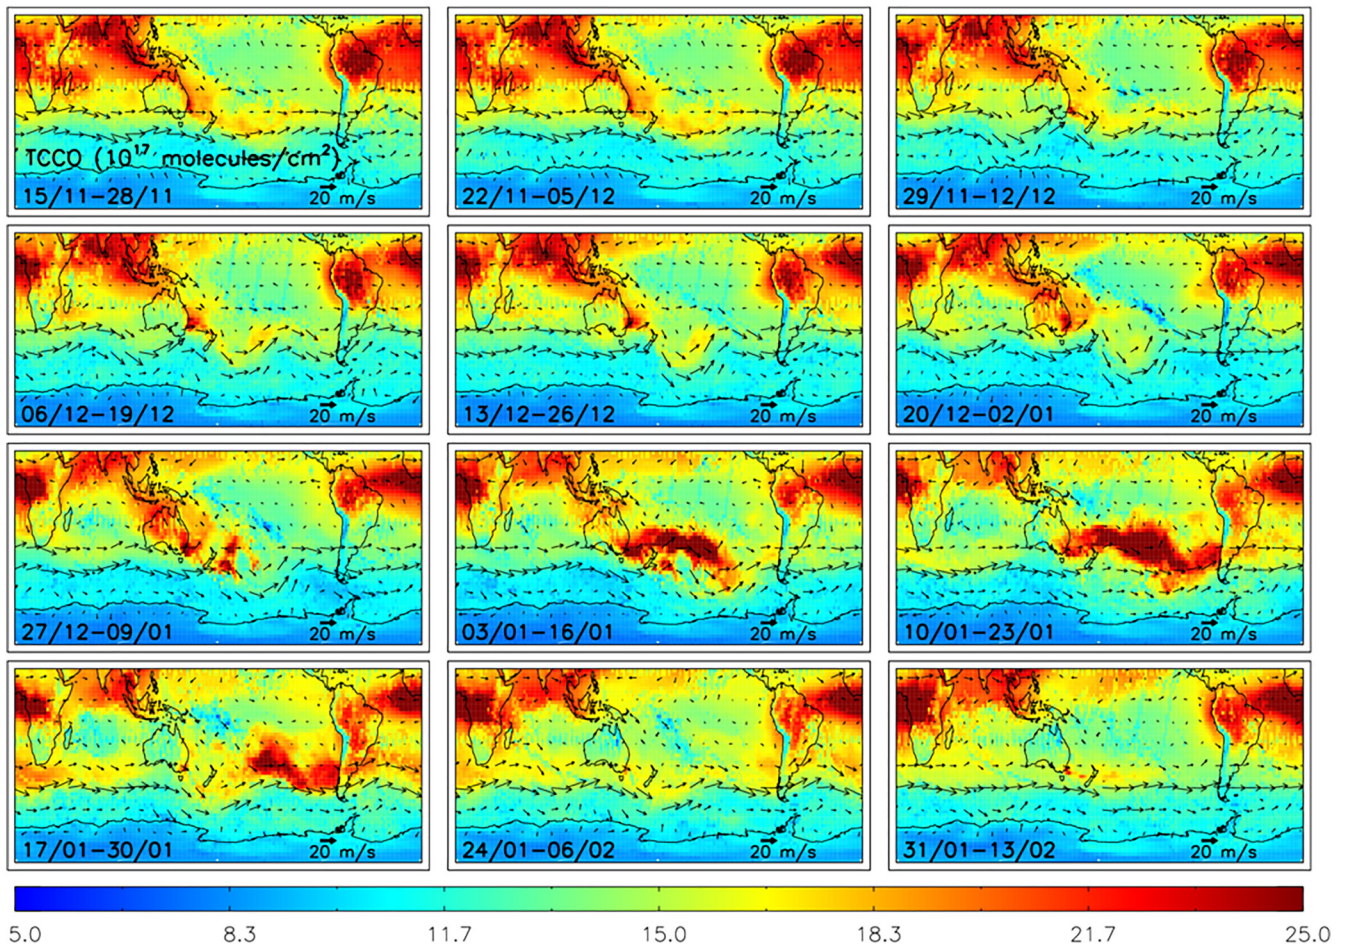 TCCO (10^17 molecules/cm^2)
15/11-28/11 20 m/s
22/11-05/12 20 m/s
29/11-12/12 20 m/s
06/12-19/12 20 m/s
13/12-26/12 20 m/s
20/12-02/01 20 m/s
27/12-09/01 20 m/s
03/01-16/01 20 m/s
10/01-23/01 20 m/s
17/01-30/01 20 m/s
24/01-06/02 20 m/s
31/01-13/02 20 m/s
5.0 8.3 11.7 15.0 18.3 21.7 25.0